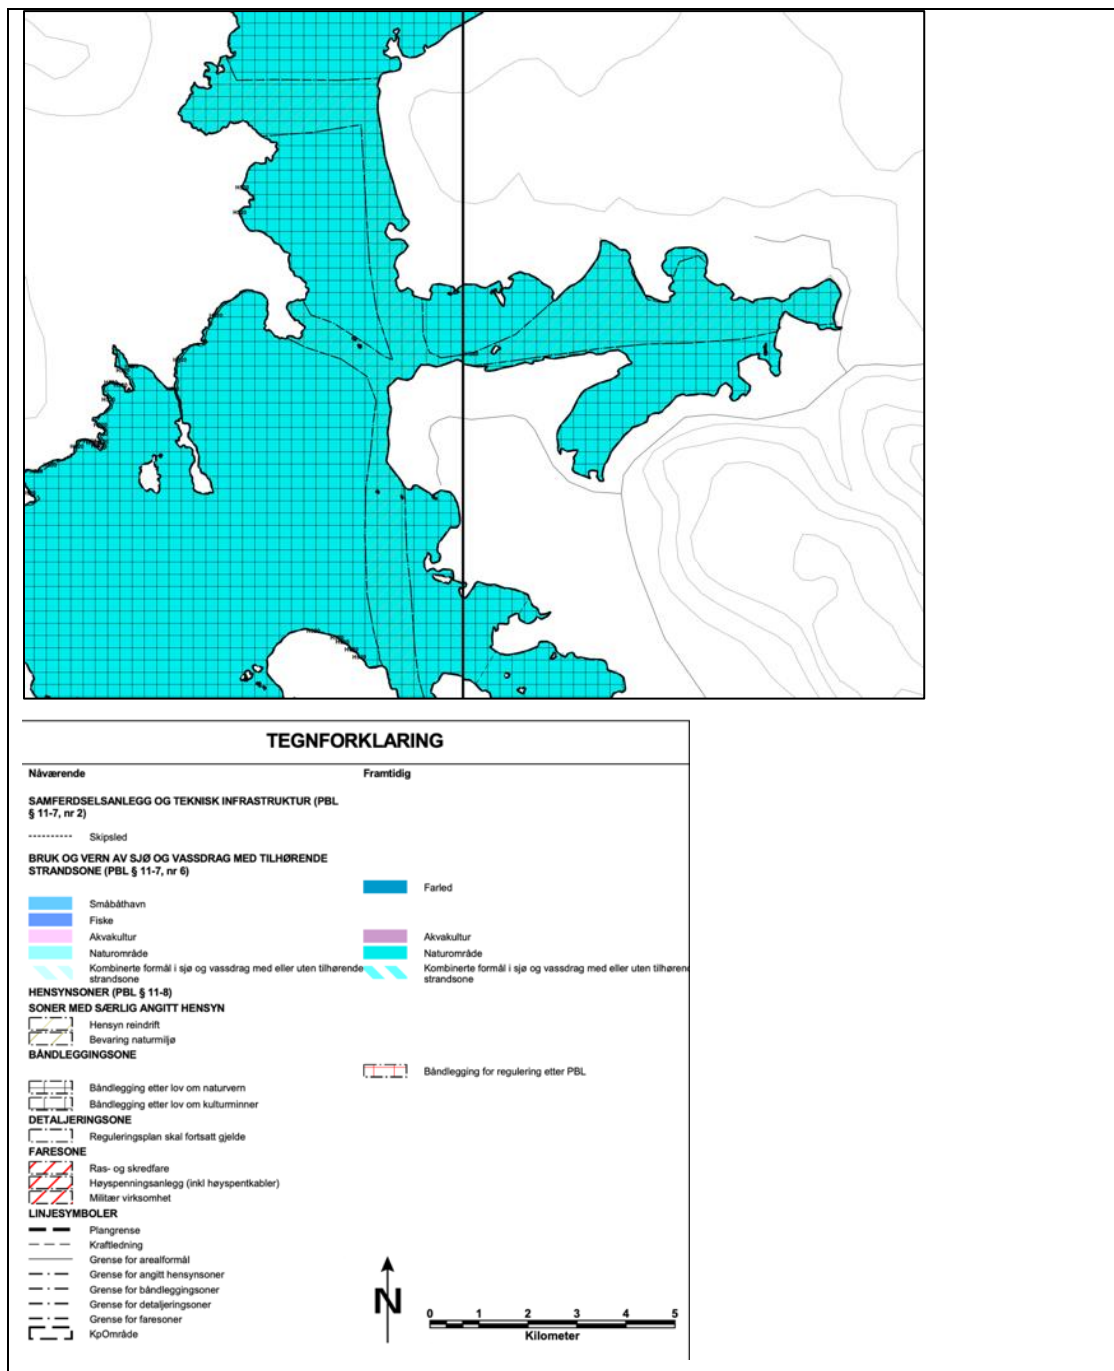 TEGNFORKLARING
Nåværende Framtidig
SAMFERDSELSANLEGG OG TEKNISK INFRASTRUKTUR (PBL
§ 11-7, nr 2)
Skipsled
BRUK OG VERN AV SJØ OG VASSDRAG MED TILHØRENDE
STRANDSONE (PBL § 11-7, nr 6)
Farled
Småbåthavn
Fiske
Akvakultur Akvakultur
Naturområde Naturområde
Kombinerte formål i sjø og vassdrag med eller uten tilhørende Kombinerte formål i sjø og vassdrag med eller uten tilhørende
strandsone strandsone
HENSYNSONER (PBL § 11-8)
SONER MED SÆRLIG ANGITT HENSYN
Hensyn reindrift
Bevaring naturmiljø
BÅNDLEGGINGSONE
Båndlegging for regulering etter PBL
Båndlegging etter lov om naturvern
Båndlegging etter lov om kulturminner
DETALJERINGSONE
Reguleringsplan skal fortsatt gjelde
FARESONE
Ras- og skredfare
Høyspenningsanlegg (inkl høyspentkabler)
Militær virksomhet
LINJESYMBOLER
Plangrense
Kraftledning
Grense for arealformål
Grense for angitt hensynsoner
Grense for båndleggingsoner
Grense for detaljeringsoner
Grense for faresoner
KpOmråde
N
0 1 2 3 4 5
Kilometer